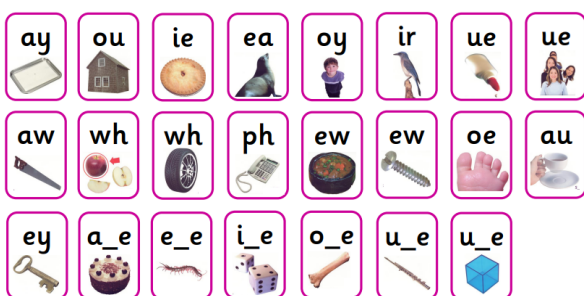 ay ou ie ea oy ir ue ue
aw wh wh ph ew ew oe au
ey a_e e_e i_e o_e u_e u_e